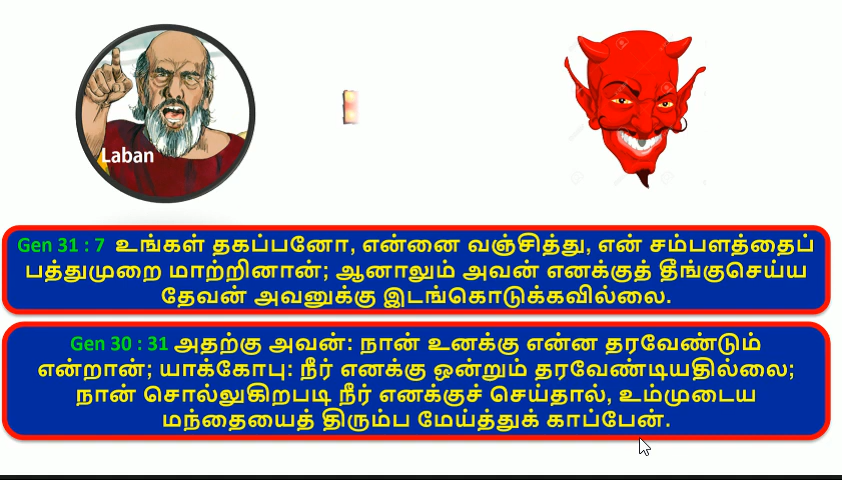 Laban
Gen 31 : 7 உங்கள் தகப்பனோ, என்னை வஞ்சித்து, என் சம்பளத்தைப்
பத்துமுறை மாற்றினான்; ஆனாலும் அவன் எனக்குத் தீங்குசெய்ய
தேவன் அவனுக்கு இடங்கொடுக்கவில்லை.
Gen 30 : 31 அதற்கு அவன்: நான் உனக்கு என்ன தரவேண்டும்
என்றான்; யாக்கோபு: நீர் எனக்கு ஒன்றும் தரவேண்டியதில்லை;
நான் சொல்லுகிறபடி நீர் எனக்குச் செய்தால், உம்முடைய
மந்தையைத் திரும்ப மேய்த்துக் காப்பேன்.